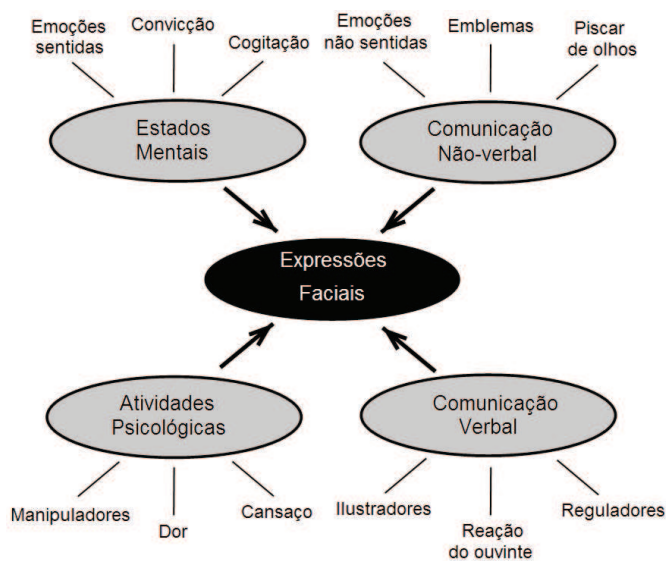 Emoções
sentidas
Convicção
Cogitação
Emoções
não sentidas
Emblemas
Piscar
de olhos
Estados
Mentais
Comunicação
Não-verbal
Expressões
Faciais
Atividades
Psicológicas
Comunicação
Verbal
Manipuladores
Dor
Cansaço
Ilustradores
Reação
do ouvinte
Reguladores